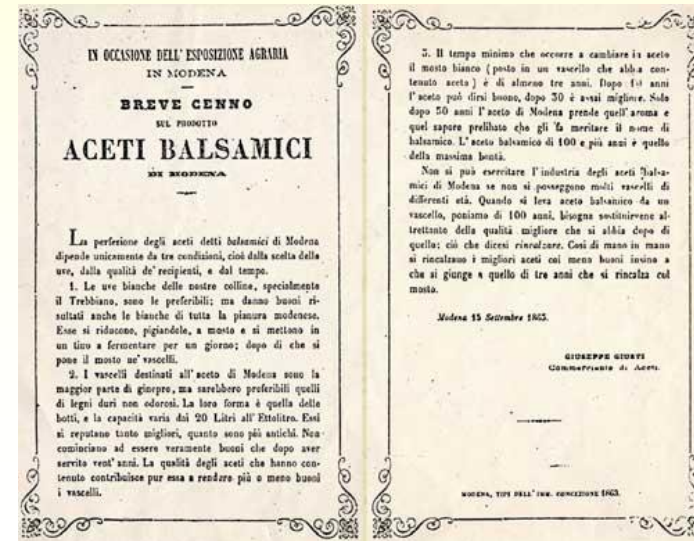 IN OCCASIONE DELL' ESPOSIZIONE AGRARIA
IN MODENA
BREVE CENNO
SUL PRODOTTO
ACETI BALSAMICI
DI MODENA
La perfezione degli aceti detti balsamici di Modena
dipende unicamente da tre condizioni, cioè dalla scelta delle
uve, dalla qualità de' recipienti, e dal tempo.
1. Le uve bianche delle nostre colline, specialmente
il Trebbiano, sono le preferibili; ma danno buoni ri-
sultati anche le bianche di tutta la pianura modenese.
Esse si riducono, pigiandole, a mosto e si mettono in
un tino a fermentare per un giorno; dopo di che si
pone il mosto ne' vascelli.
2. I vascelli destinati all' aceto di Modena sono la
maggior parte di ginepro, ma sarebbero preferibili quelli
di legni duri non odorosi. La loro forma è quella delle
botti, e la capacità varia dai 20 Litri all' Ettolitro. Essi
si reputano tanto migliori, quanto sono più antichi. Non
cominciano ad essere veramente buoni che dopo aver
servito vent' anni. La qualità degli aceti che hanno con-
tenuto contribuisce pur essa a rendere più o meno buoni
i vascelli.
3. Il tempo minimo che occorre a cambiare in aceto
il mosto bianco (posto in un vascello che abbia con-
tenuto aceto) è di almeno tre anni. Dopo 10 anni
l' aceto può dirsi buono, dopo 30 è assai migliore. Solo
dopo 50 anni l' aceto di Modena prende quell' aroma e
quel sapore prelibato che gli fa meritare il nome di
balsamico. L' aceto balsamico di 100 e più anni è quello
della massima bontà.
Non si può esercitare l' industria degli aceti balsa-
mici di Modena se non si posseggono molti vascelli di
differenti età. Quando si leva aceto balsamico da un
vascello, poniamo di 100 anni, bisogna sostituirvene al-
trettanto della qualità migliore che si abbia dopo di
quello; ciò che dicesi rincalzare. Così di mano in mano
si rincalzano i migliori aceti coi meno buoni insino a
che si giunge a quello di tre anni che si rincalza col
mosto.
Modena 15 Settembre 1863.
GIUSEPPE GIUSTI
Commerciante di Aceti.
MODENA, TIPI DELL' IMM. CONCEZIONE 1863.